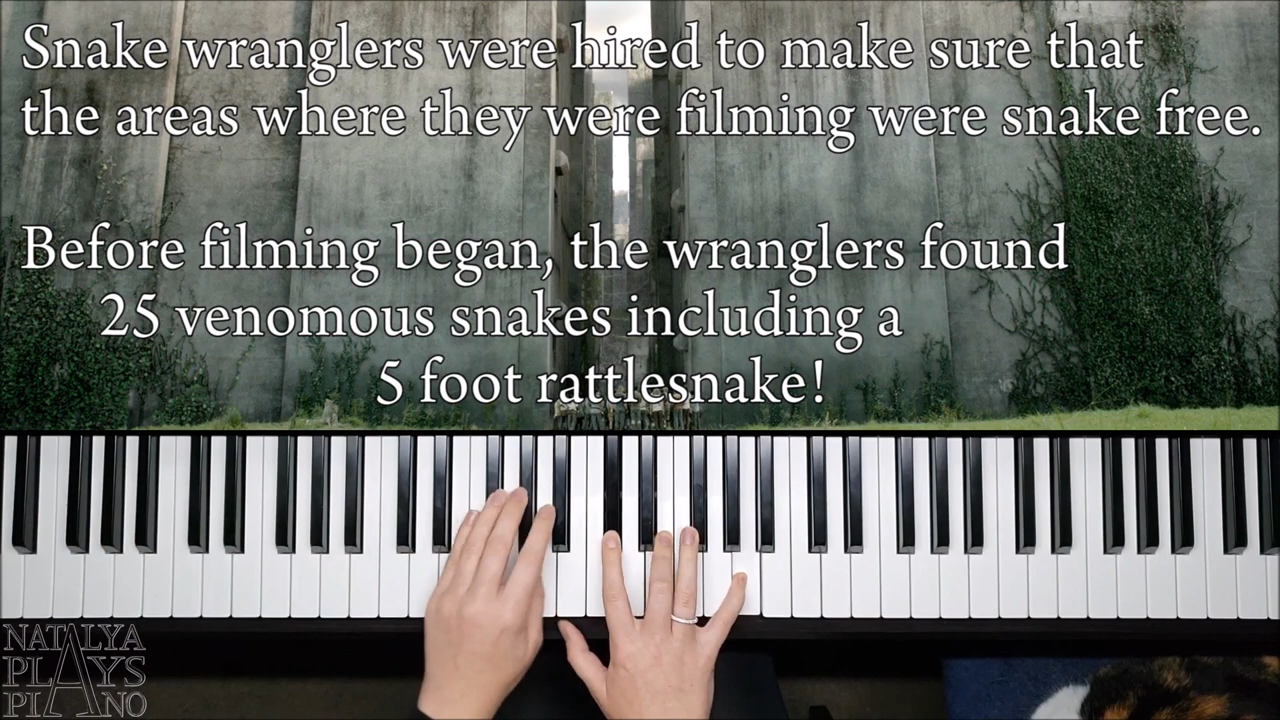 Snake wranglers were hired to make sure that
the areas where they were filming were snake free.
Before filming began, the wranglers found
25 venomous snakes including a
5 foot rattlesnake!
NATALYA
PLAYS
PIANO